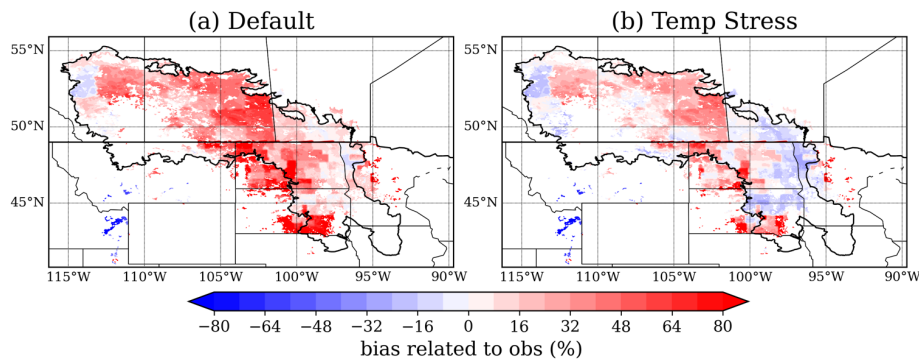 (a) Default
(b) Temp Stress
55°N
50°N
45°N
115°W 110°W 105°W 100°W 95°W 90°W
55°N
50°N
45°N
115°W 110°W 105°W 100°W 95°W 90°W
−80 −64 −48 −32 −16 0 16 32 48 64 80
bias related to obs (%)